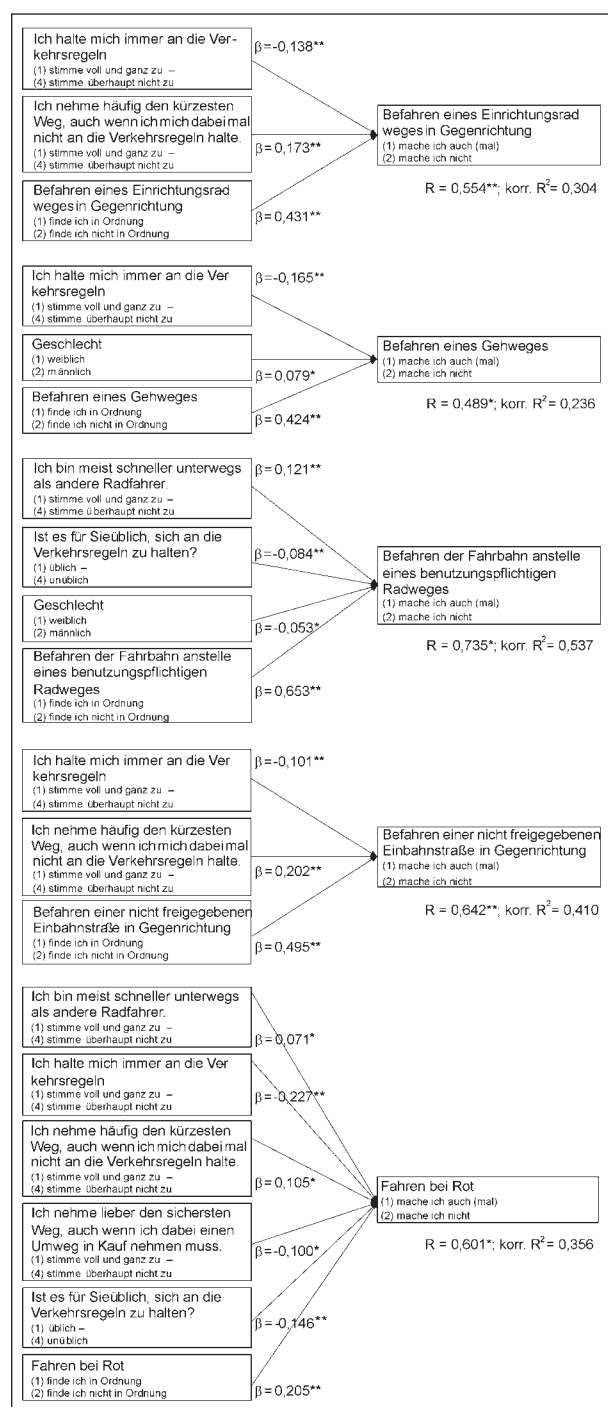 Ich halte mich immer an die Ver-
kehrsregeln
(1) stimme voll und ganz zu –
(4) stimme überhaupt nicht zu
β=-0,138**
Ich nehme häufig den kürzesten
Weg, auch wenn ich mich dabei mal
nicht an die Verkehrsregeln halte.
(1) stimme voll und ganz zu –
(4) stimme überhaupt nicht zu
β=0,173**
Befahren eines Einrichtungsrad
weges in Gegenrichtung
(1) finde ich in Ordnung
(2) finde ich nicht in Ordnung
β=0,431**
Befahren eines Einrichtungsrad
weges in Gegenrichtung
(1) mache ich auch (mal)
(2) mache ich nicht
R = 0,554**; korr. R²= 0,304
Ich halte mich immer an die Ver
kehrsregeln
(1) stimme voll und ganz zu –
(4) stimme überhaupt nicht zu
β=-0,165**
Geschlecht
(1) weiblich
(2) männlich
β=0,079*
Befahren eines Gehweges
(1) finde ich in Ordnung
(2) finde ich nicht in Ordnung
β=0,424**
Befahren eines Gehweges
(1) mache ich auch (mal)
(2) mache ich nicht
R = 0,489*; korr. R²= 0,236
Ich bin meist schneller unterwegs
als andere Radfahrer.
(1) stimme voll und ganz zu –
(4) stimme überhaupt nicht zu
β=0,121**
Ist es für Sieüblich, sich an die
Verkehrsregeln zu halten?
(1) üblich –
(4) unüblich
β=-0,084**
Geschlecht
(1) weiblich
(2) männlich
β=-0,053*
Befahren der Fahrbahn anstelle
eines benutzungspflichtigen
Radweges
(1) finde ich in Ordnung
(2) finde ich nicht in Ordnung
β=0,653**
Befahren der Fahrbahn anstelle
eines benutzungspflichtigen
Radweges
(1) mache ich auch (mal)
(2) mache ich nicht
R = 0,735*; korr. R²= 0,537
Ich halte mich immer an die Ver
kehrsregeln
(1) stimme voll und ganz zu –
(4) stimme überhaupt nicht zu
β=-0,101**
Ich nehme häufig den kürzesten
Weg, auch wenn ich mich dabei mal
nicht an die Verkehrsregeln halte.
(1) stimme voll und ganz zu –
(4) stimme überhaupt nicht zu
β=0,202**
Befahren einer nicht freigegebenen
Einbahnstraße in Gegenrichtung
(1) finde ich in Ordnung
(2) finde ich nicht in Ordnung
β=0,495**
Befahren einer nicht freigegebenen
Einbahnstraße in Gegenrichtung
(1) mache ich auch (mal)
(2) mache ich nicht
R = 0,642**; korr. R²= 0,410
Ich bin meist schneller unterwegs
als andere Radfahrer.
(1) stimme voll und ganz zu –
(4) stimme überhaupt nicht zu
β=0,071*
Ich halte mich immer an die Ver
kehrsregeln
(1) stimme voll und ganz zu –
(4) stimme überhaupt nicht zu
β=-0,227**
Ich nehme häufig den kürzesten
Weg, auch wenn ich mich dabei mal
nicht an die Verkehrsregeln halte.
(1) stimme voll und ganz zu –
(4) stimme überhaupt nicht zu
β=0,105*
Ich nehme lieber den sichersten
Weg, auch wenn ich dabei einen
Umweg in Kauf nehmen muss.
(1) stimme voll und ganz zu –
(4) stimme überhaupt nicht zu
β=-0,100*
Ist es für Sieüblich, sich an die
Verkehrsregeln zu halten?
(1) üblich –
(4) unüblich
β=-0,146**
Fahren bei Rot
(1) finde ich in Ordnung
(2) finde ich nicht in Ordnung
β=0,205**
Fahren bei Rot
(1) mache ich auch (mal)
(2) mache ich nicht
R = 0,601*; korr. R²= 0,356